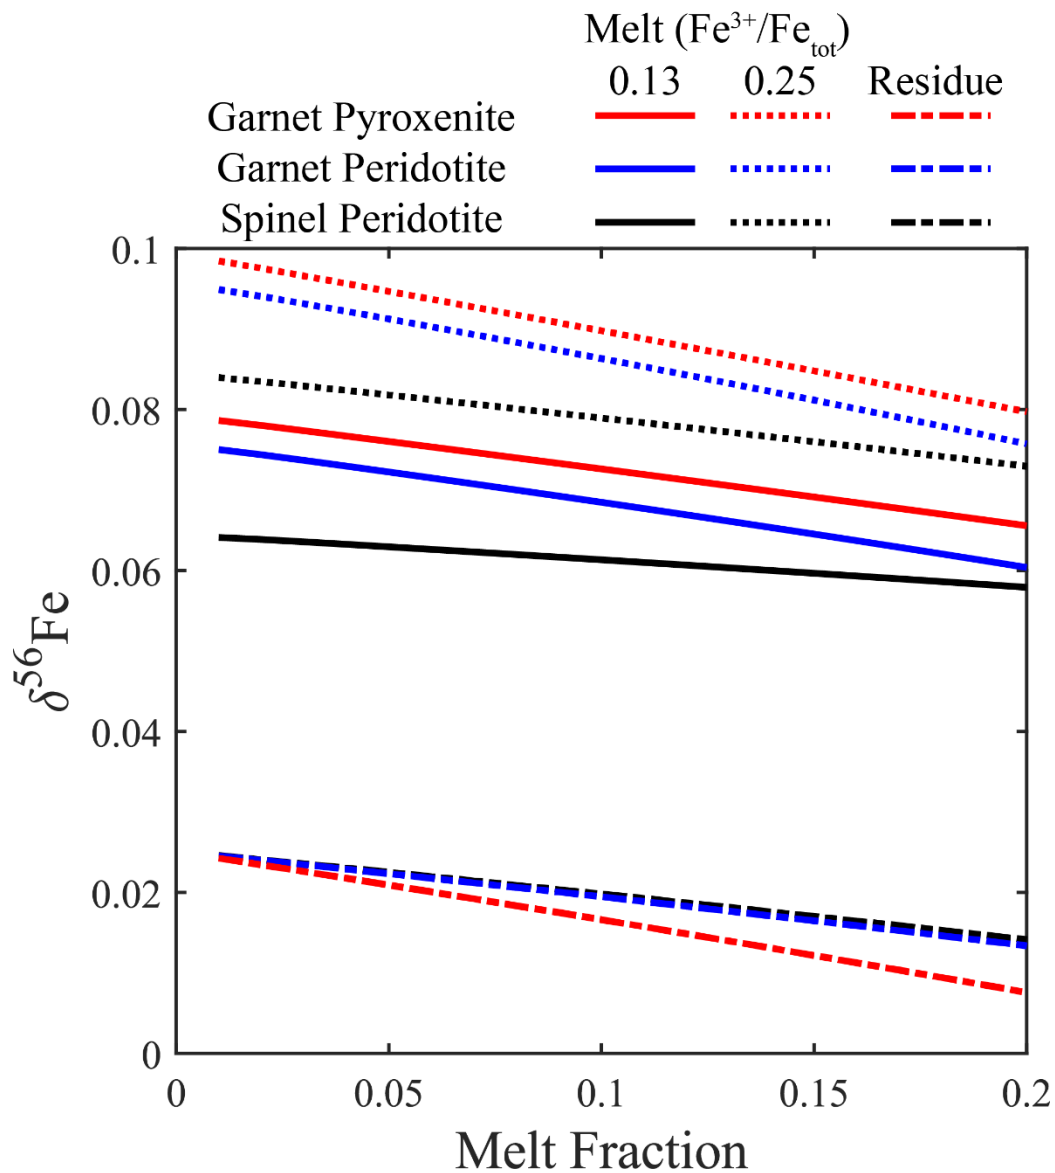 Melt (Fe³⁺/Fe_tot)
0.13 0.25 Residue
Garnet Pyroxenite
Garnet Peridotite
Spinel Peridotite
0.1
0.08
0.06
0.04
0.02
0
δ⁵⁶Fe
0 0.05 0.1 0.15 0.2
Melt Fraction